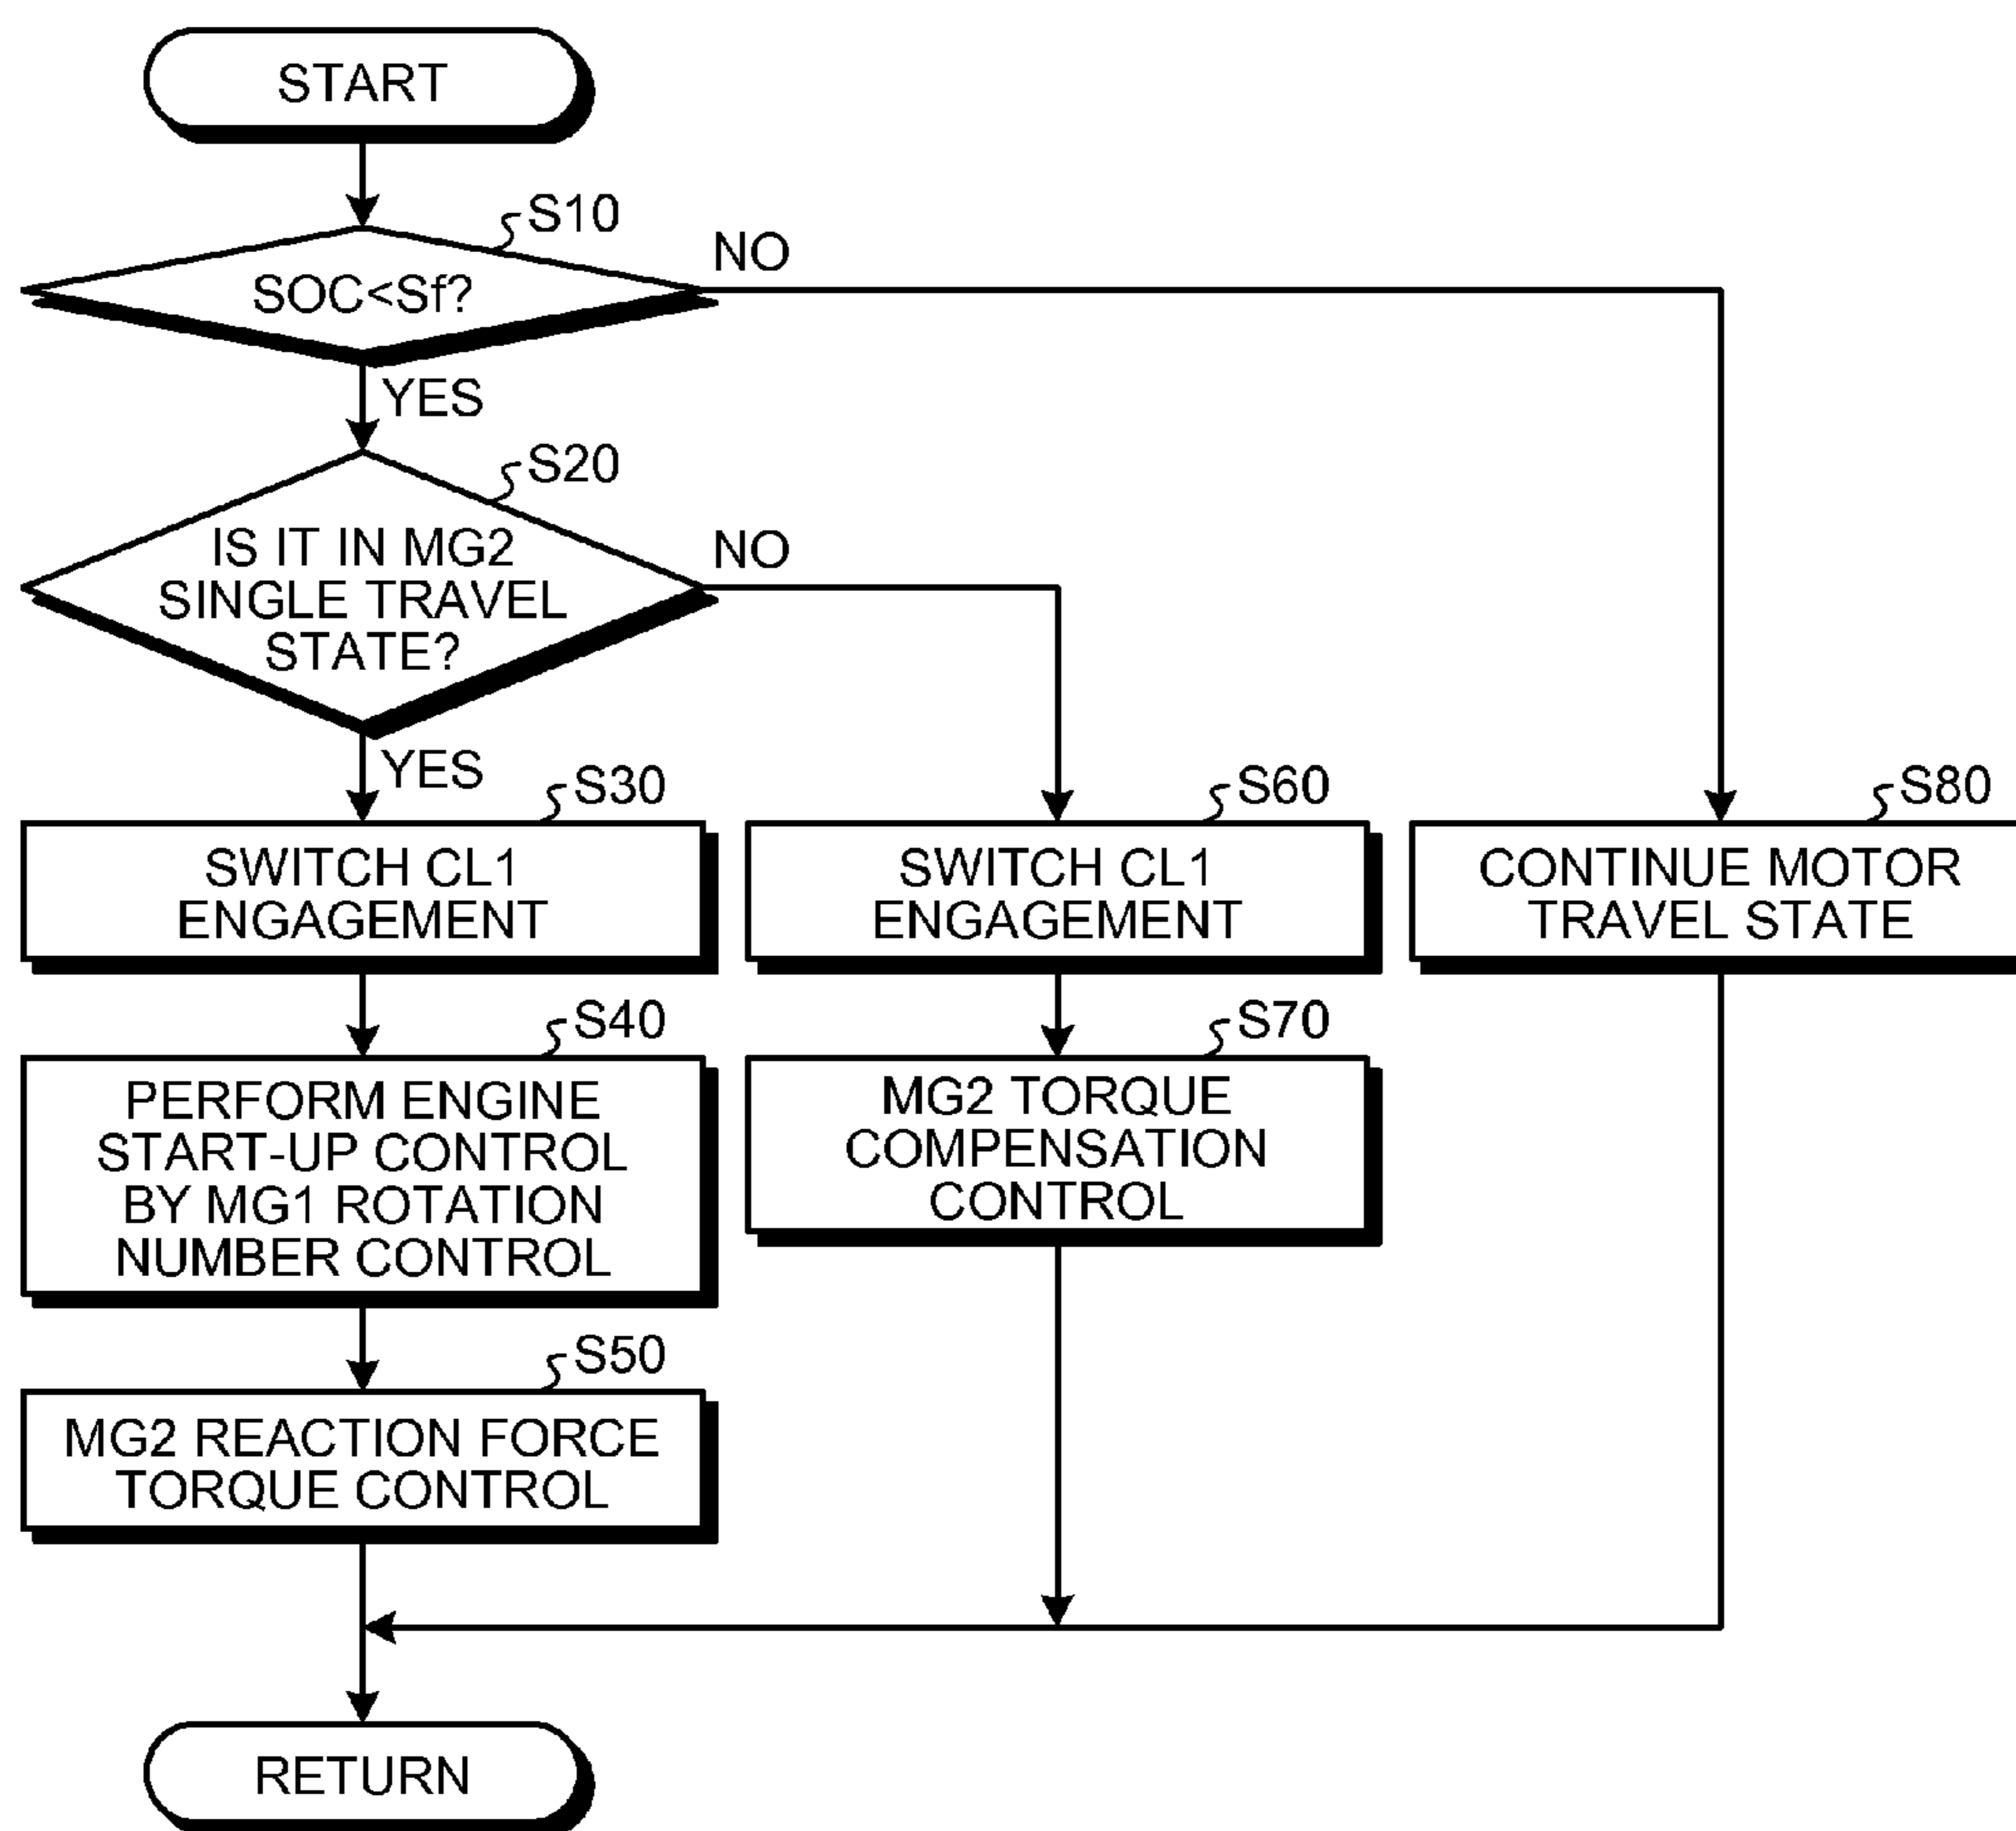 START
S10
SOC<Sf?
NO
YES
S20
IS IT IN MG2
SINGLE TRAVEL
STATE?
NO
YES
S30
SWITCH CL1
ENGAGEMENT
S60
SWITCH CL1
ENGAGEMENT
S80
CONTINUE MOTOR
TRAVEL STATE
S40
PERFORM ENGINE
START-UP CONTROL
BY MG1 ROTATION
NUMBER CONTROL
S70
MG2 TORQUE
COMPENSATION
CONTROL
S50
MG2 REACTION FORCE
TORQUE CONTROL
RETURN